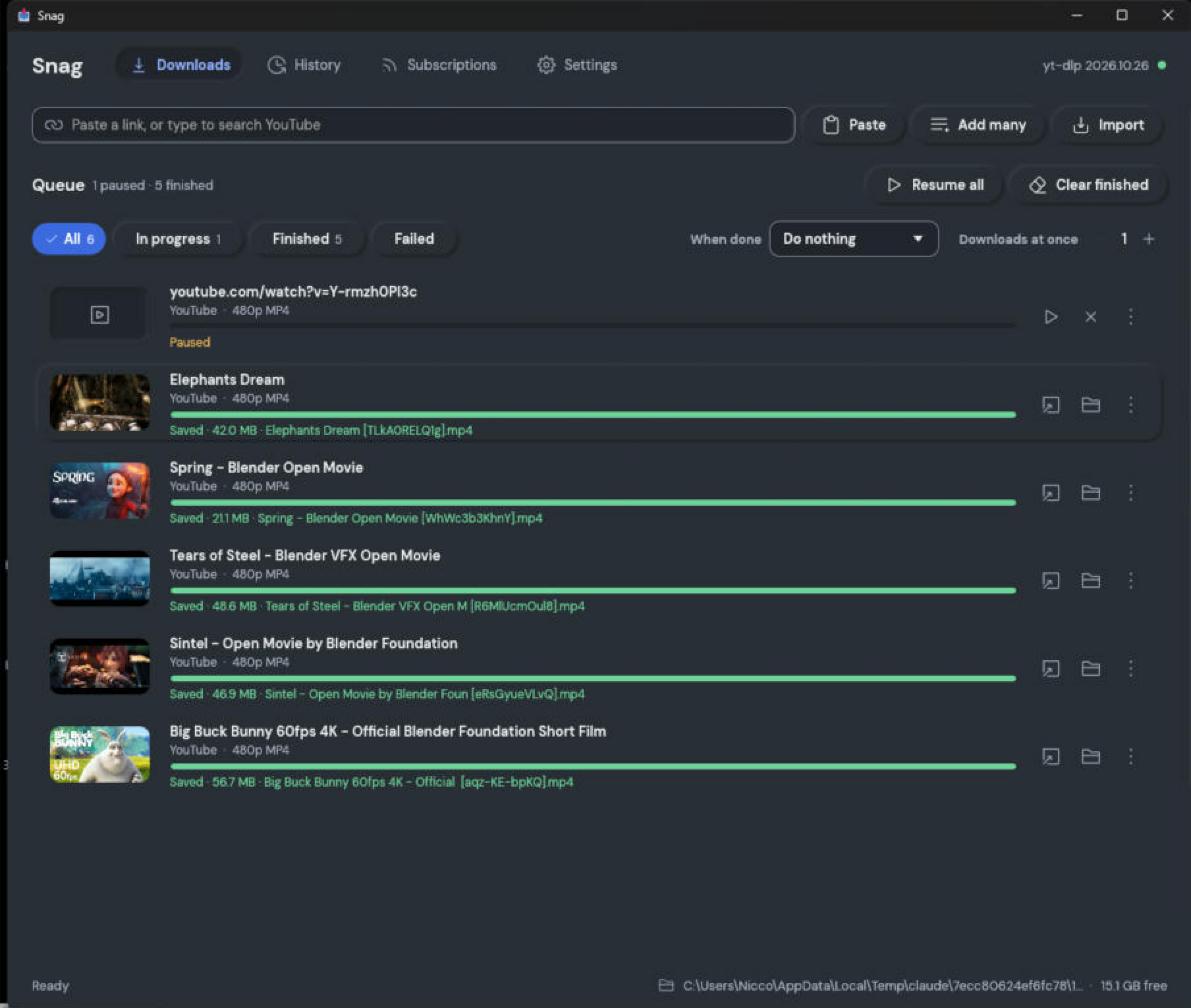 Snag
Snag Downloads History Subscriptions Settings yt-dlp 2026.10.26
Paste a link, or type to search YouTube Paste Add many Import
Queue 1 paused · 5 finished Resume all Clear finished
All 6 In progress 1 Finished 5 Failed When done Do nothing Downloads at once 1 +
youtube.com/watch?v=Y-rmzh0PI3c
YouTube · 480p MP4
Paused
Elephants Dream
YouTube · 480p MP4
Saved · 42.0 MB · Elephants Dream [TLkA0RELQ1g].mp4
SPRING
Spring - Blender Open Movie
YouTube · 480p MP4
Saved · 21.1 MB · Spring - Blender Open Movie [WhWc3b3KhnY].mp4
Tears of Steel - Blender VFX Open Movie
YouTube · 480p MP4
Saved · 48.6 MB · Tears of Steel - Blender VFX Open M [R6MlUcmOul8].mp4
Sintel - Open Movie by Blender Foundation
YouTube · 480p MP4
Saved · 46.9 MB · Sintel - Open Movie by Blender Foun [eRsGyueVLvQ].mp4
Big Buck
BUNNY
UHD
60fps
Big Buck Bunny 60fps 4K - Official Blender Foundation Short Film
YouTube · 480p MP4
Saved · 56.7 MB · Big Buck Bunny 60fps 4K - Official [aqz-KE-bpKQ].mp4
Ready C:\Users\Nicco\AppData\Local\Temp\claude\7ecc80624ef6fc78\1... · 15.1 GB free